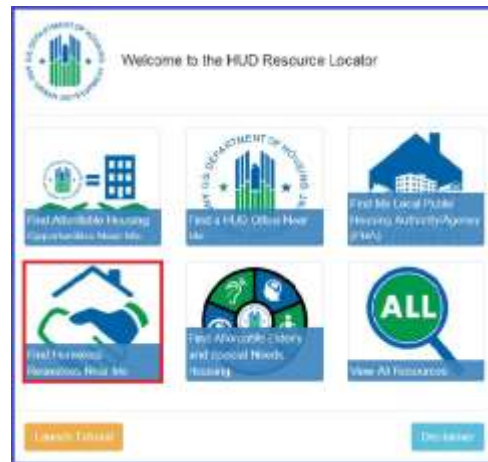 Welcome to the HUD Resource Locator
Find Affordable Housing
Opportunities Near Me
Find a HUD Office Near
Me
Find My Local Public
Housing Authority/Agency
(PHA)
Find Homeless
Resources Near Me
Find Affordable Elderly
and Special Needs
Housing
ALL
View All Resources
Launch Tutorial
Disclaimer